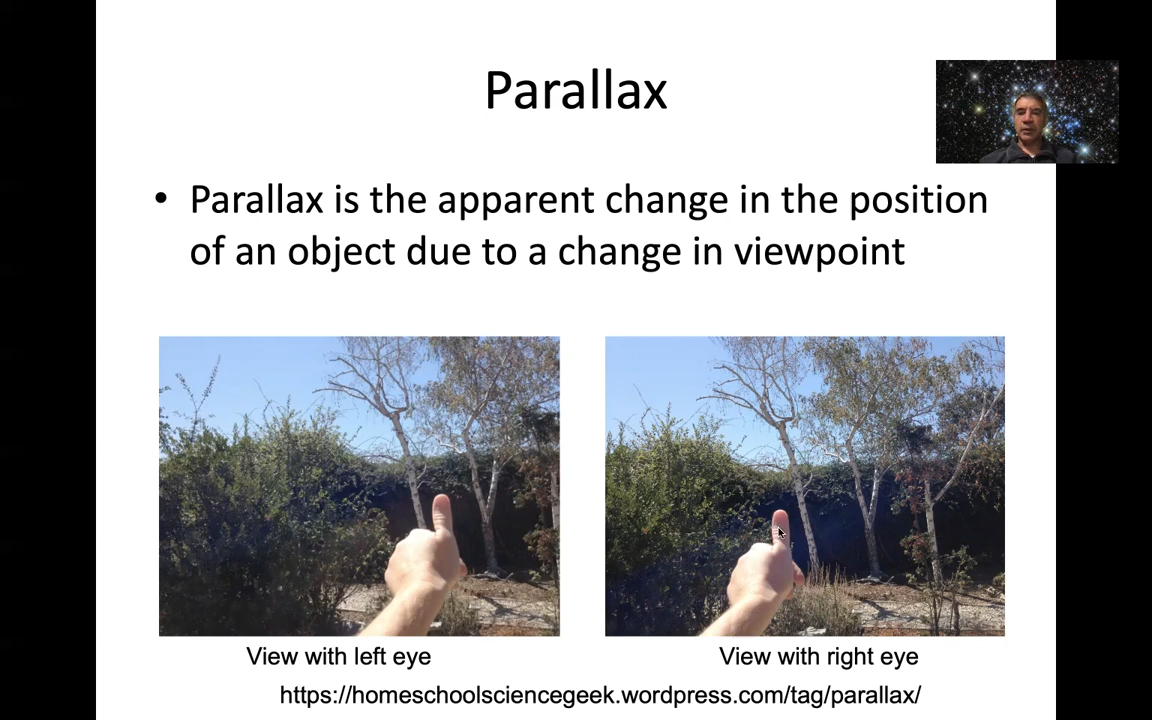 Parallax
• Parallax is the apparent change in the position
of an object due to a change in viewpoint
View with left eye
View with right eye
https://homeschoolsciencegeek.wordpress.com/tag/parallax/